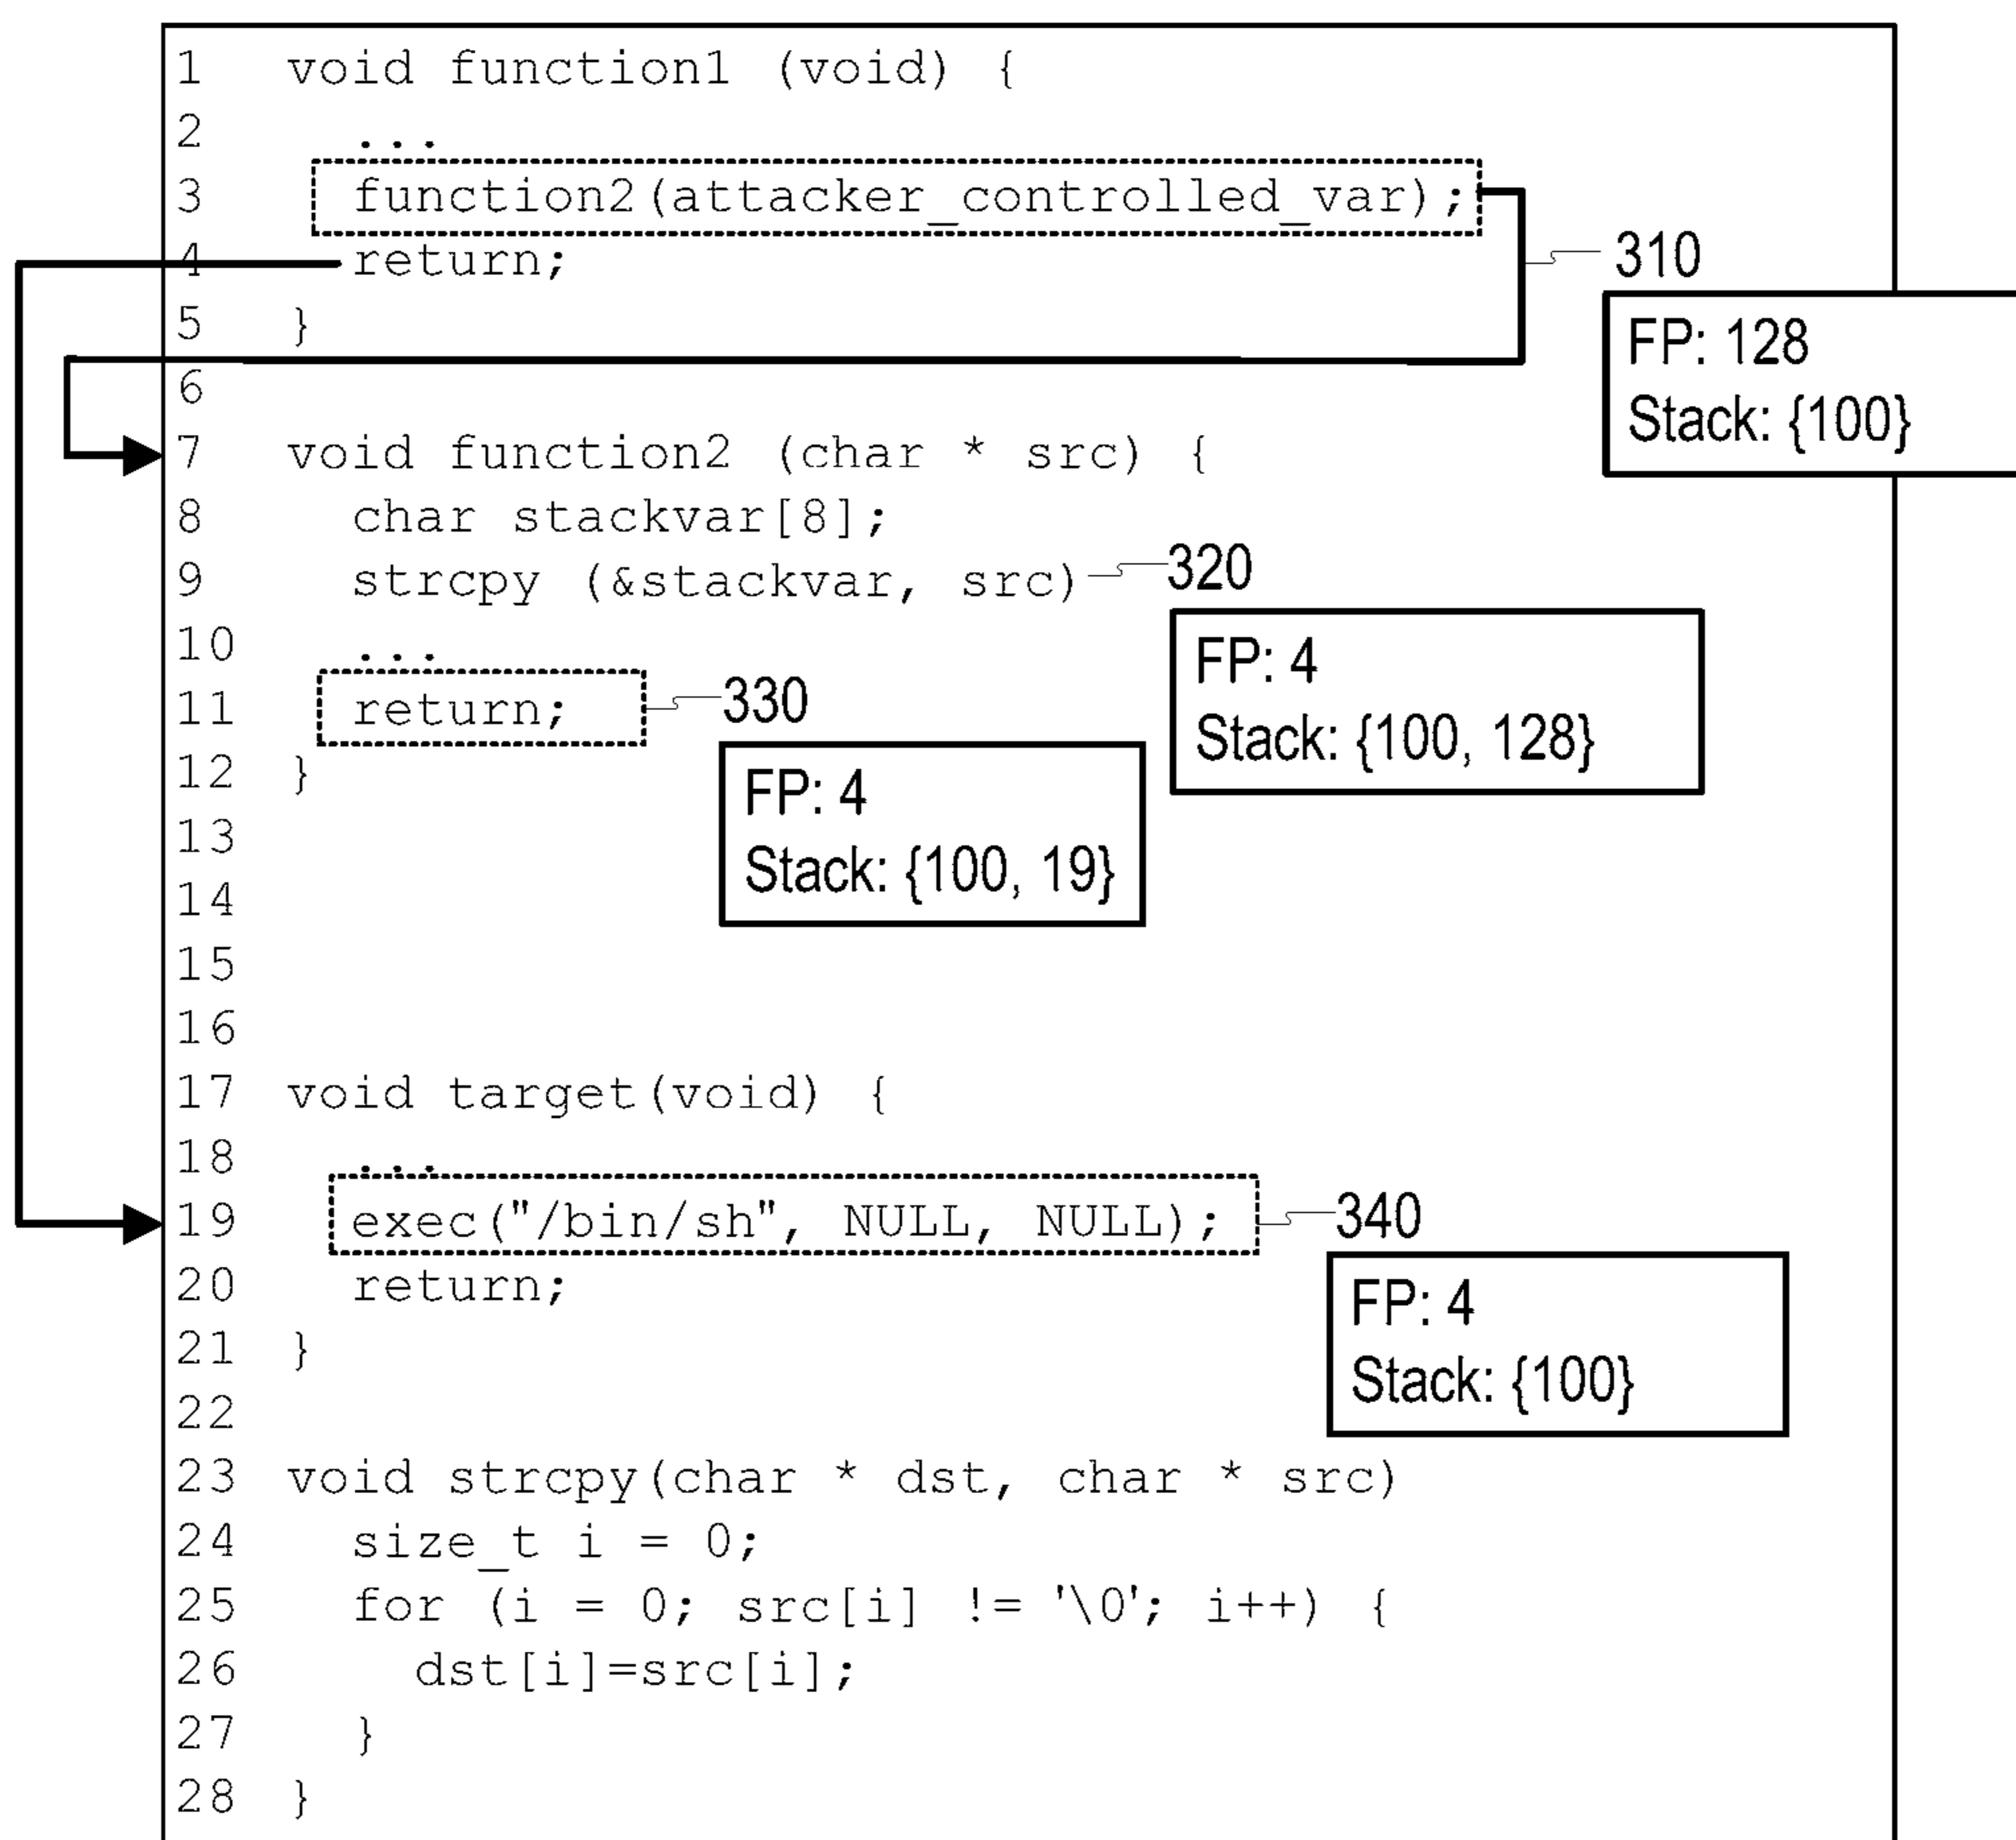 1 void function1 (void) {
2 ...
3 function2(attacker_controlled_var);
4 return;
310
5 }
FP: 128
Stack: {100}
6
7 void function2 (char * src) {
8 char stackvar[8];
9 strcpy (&stackvar, src)
320
10 ...
FP: 4
Stack: {100, 128}
11 return;
330
12 }
FP: 4
Stack: {100, 19}
13
14
15
16
17 void target(void) {
18 ...
19 exec("/bin/sh", NULL, NULL);
340
20 return;
FP: 4
Stack: {100}
21 }
22
23 void strcpy(char * dst, char * src)
24 size_t i = 0;
25 for (i = 0; src[i] != '\0'; i++) {
26 dst[i]=src[i];
27 }
28 }